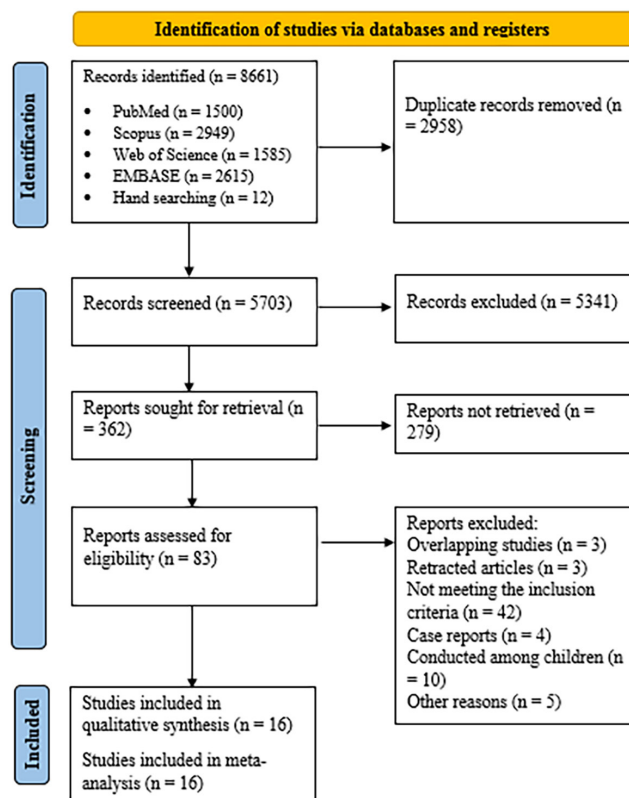 Identification of studies via databases and registers
Identification
Records identified (n = 8661)
• PubMed (n = 1500)
• Scopus (n = 2949)
• Web of Science (n = 1585)
• EMBASE (n = 2615)
• Hand searching (n = 12)
Duplicate records removed (n
= 2958)
Screening
Records screened (n = 5703)
Records excluded (n = 5341)
Reports sought for retrieval (n
= 362)
Reports not retrieved (n =
279)
Reports assessed for
eligibility (n = 83)
Reports excluded:
Overlapping studies (n = 3)
Retracted articles (n = 3)
Not meeting the inclusion
criteria (n = 42)
Case reports (n = 4)
Conducted among children (n
= 10)
Other reasons (n = 5)
Included
Studies included in
qualitative synthesis (n = 16)
Studies included in meta-
analysis (n = 16)